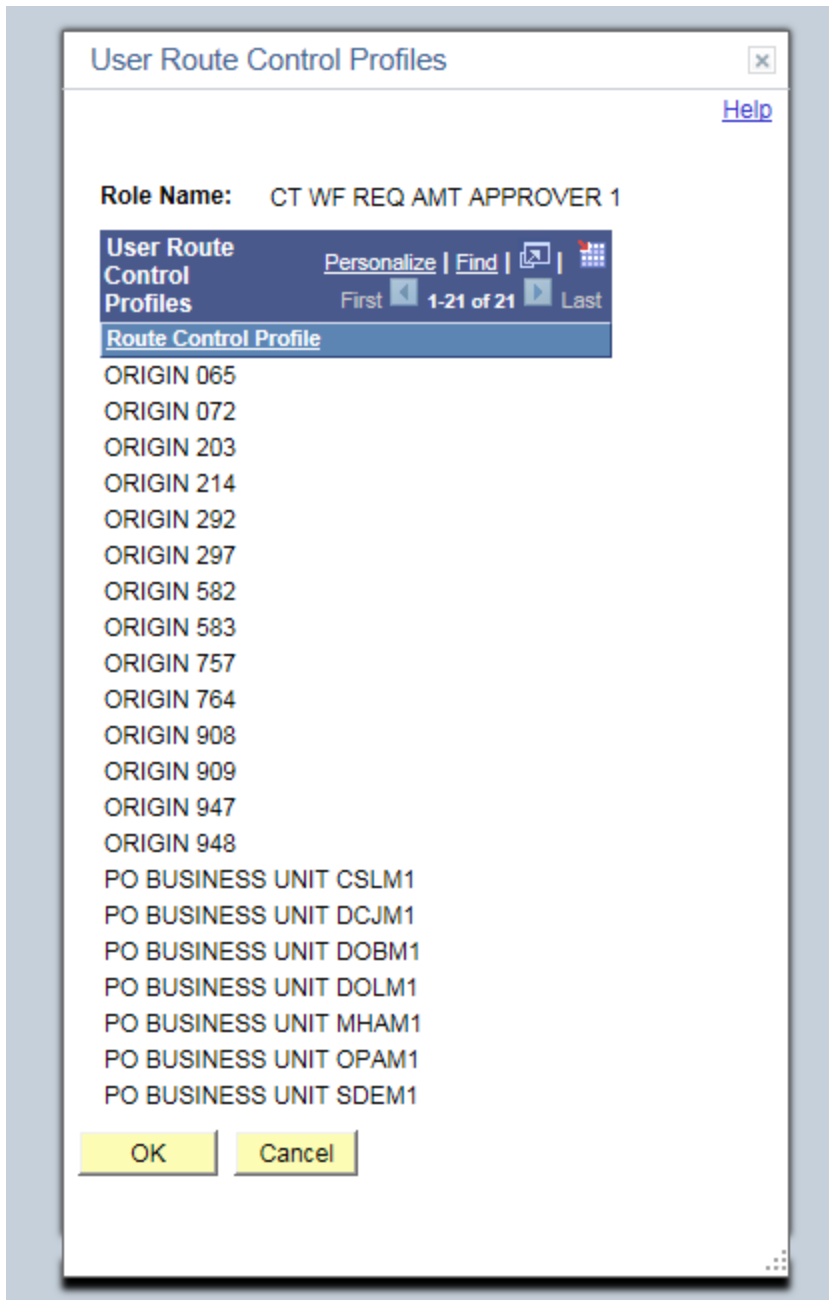 User Route Control Profiles
Help
Role Name: CT WF REQ AMT APPROVER 1
User Route
Control
Profiles
Personalize | Find | |
First 1-21 of 21 Last
Route Control Profile
ORIGIN 065
ORIGIN 072
ORIGIN 203
ORIGIN 214
ORIGIN 292
ORIGIN 297
ORIGIN 582
ORIGIN 583
ORIGIN 757
ORIGIN 764
ORIGIN 908
ORIGIN 909
ORIGIN 947
ORIGIN 948
PO BUSINESS UNIT CSLM1
PO BUSINESS UNIT DCJM1
PO BUSINESS UNIT DOBM1
PO BUSINESS UNIT DOLM1
PO BUSINESS UNIT MHAM1
PO BUSINESS UNIT OPAM1
PO BUSINESS UNIT SDEM1
OK Cancel